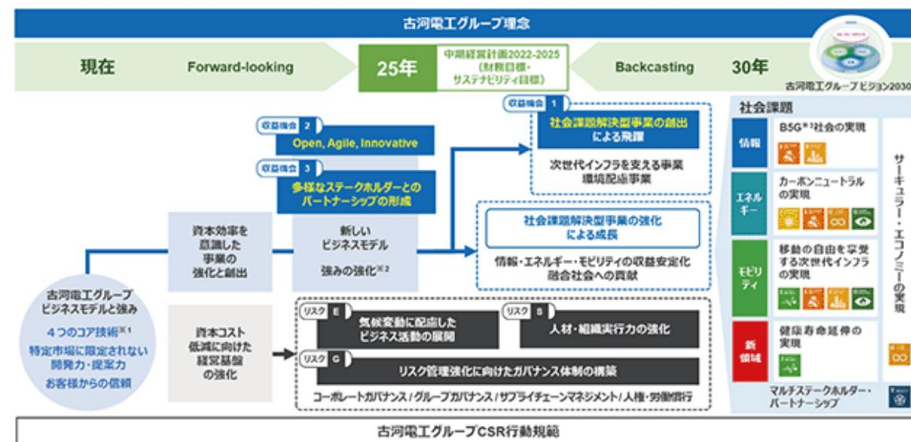 古河電工グループ理念
現在
Forward-looking
25年
中期経営計画2022-2025
(財務目標・
サステナビリティ目標)
Backcasting
30年
古河電工グループ ビジョン2030
収益機会 1
社会課題解決型事業の創出
による飛躍
次世代インフラを支える事業
環境配慮事業
収益機会 2
Open, Agile, Innovative
収益機会 3
多様なステークホルダーとの
パートナーシップの形成
資本効率を
意識した
事業の
強化と創出
新しい
ビジネスモデル
強みの強化※2
社会課題解決型事業の強化
による成長
情報・エネルギー・モビリティの収益安定化
融合社会への貢献
古河電工グループ
ビジネスモデルと強み
4つのコア技術※1
特定市場に限定されない
開発力・提案力
お客様からの信頼
資本コスト
低減に向けた
経営基盤
の強化
リスク E
気候変動に配慮した
ビジネス活動の展開
リスク S
人材・組織実行力の強化
リスク G
リスク管理強化に向けたガバナンス体制の構築
コーポレートガバナンス/グループガバナンス/サプライチェーンマネジメント/人権・労働慣行
社会課題
情報
B5G※3社会の実現
エネル
ギー
カーボンニュートラル
の実現
モビリ
ティ
移動の自由を享受
する次世代インフラ
の実現
新
領域
健康寿命延伸の
実現
サーキュラー・エコノミーの実現
マルチステークホルダー・
パートナーシップ
古河電工グループCSR行動規範